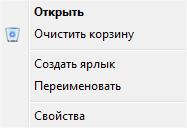 Открыть
Очистить корзину
Создать ярлык
Переименовать
Свойства